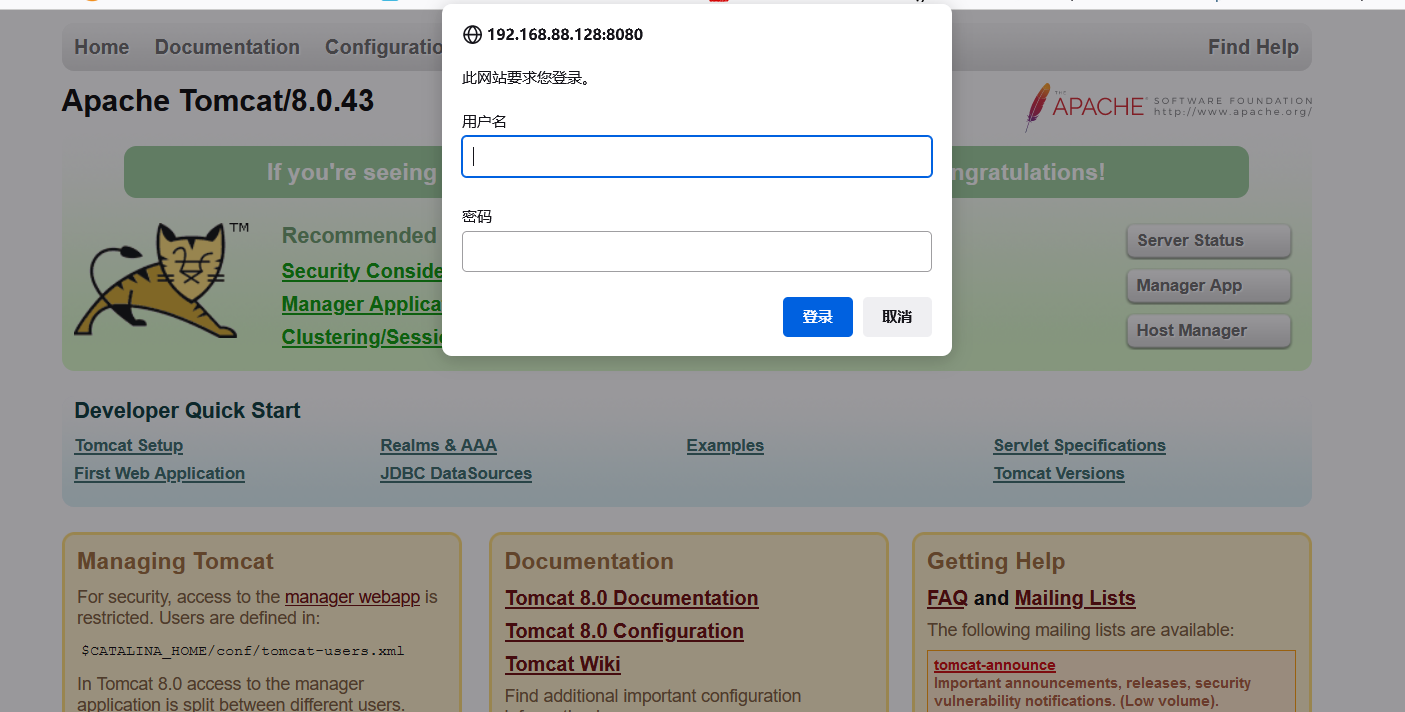 192.168.88.128:8080
此网站要求您登录。
用户名
密码
登录 取消
Home Documentation Find Help
Apache Tomcat/8.0.43
THE APACHE SOFTWARE FOUNDATION
http://www.apache.org/
If you're seeing
TM
Recommended
Security
Manager
Server Status
Manager App
Host Manager
Developer Quick Start
Tomcat Setup Realms & AAA Examples Servlet Specifications
First Web Application JDBC DataSources Tomcat Versions
Managing Tomcat
For security, access to the manager webapp is
restricted. Users are defined in:
$CATALINA_HOME/conf/tomcat-users.xml
In Tomcat 8.0 access to the manager
application is split between different users.
Documentation
Tomcat 8.0 Documentation
Tomcat 8.0 Configuration
Tomcat Wiki
Find additional important configuration
Getting Help
FAQ and Mailing Lists
The following mailing lists are available:
tomcat-announce
Important announcements, releases, security
vulnerability notifications. (Low volume).